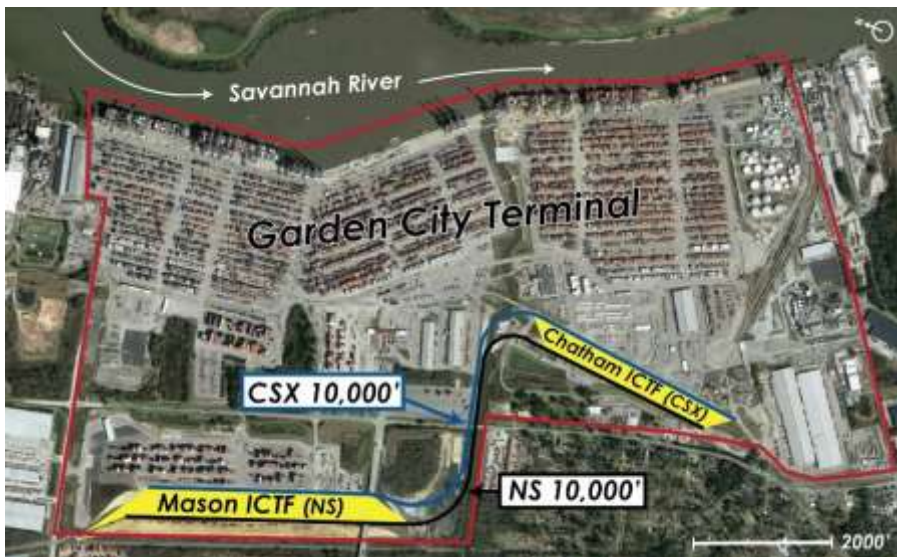 Savannah River
Garden City Terminal
Chatham ICTF (CSX)
CSX 10,000'
Mason ICTF (NS)
NS 10,000'
2000'